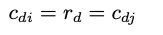 $c_{di} = r_d = c_{dj}$